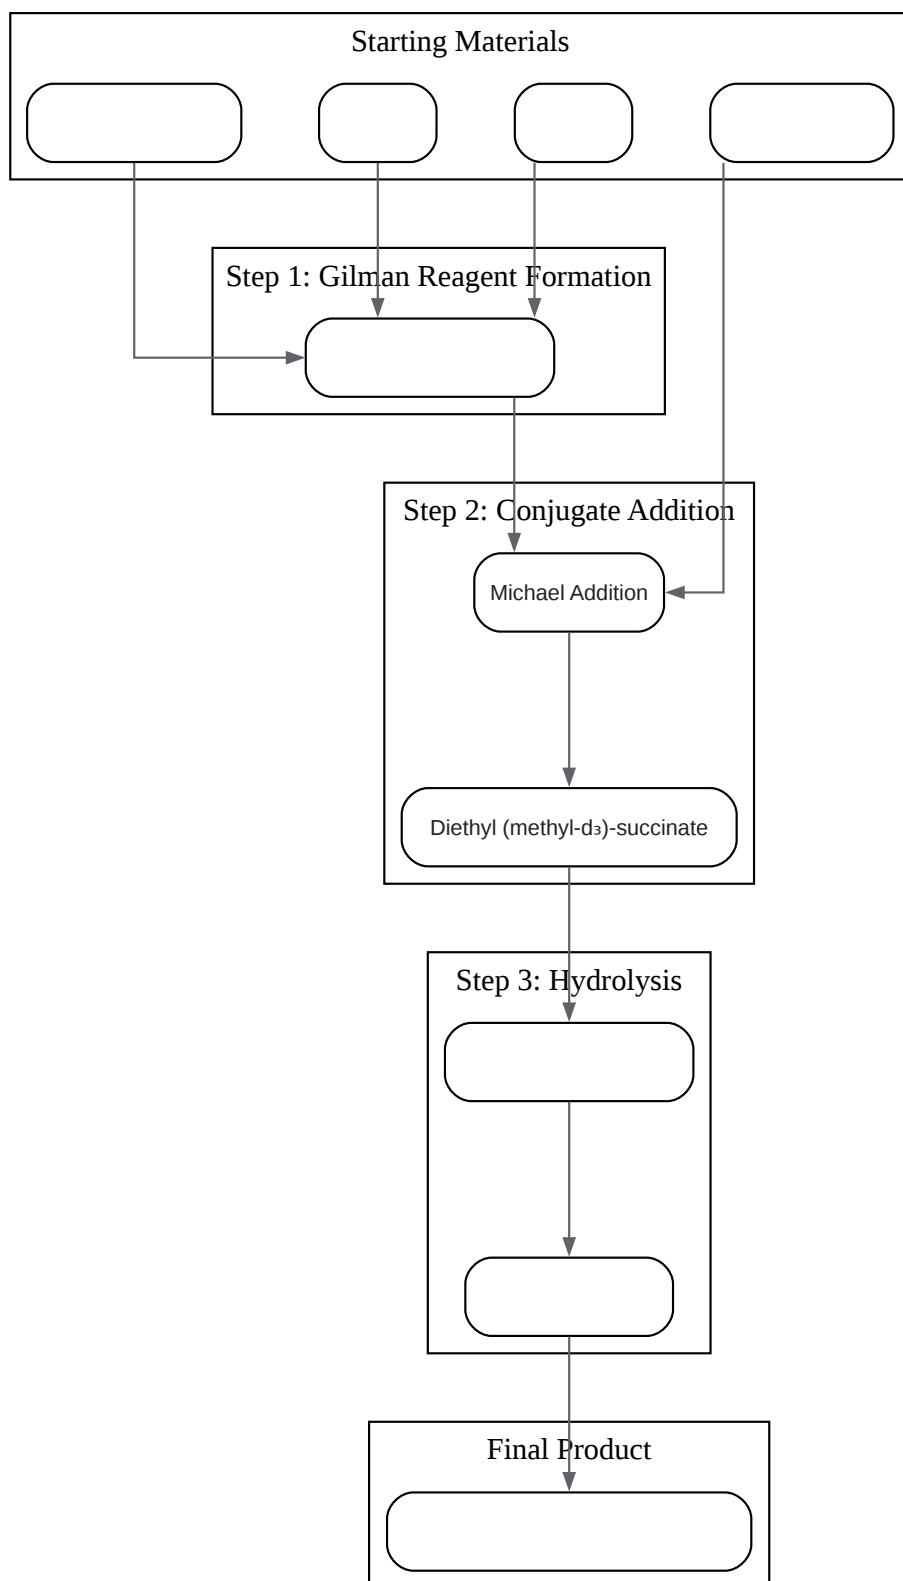 Starting Materials
Step 1: Gilman Reagent Formation
Step 2: Conjugate Addition
Michael Addition
Diethyl (methyl-d₃)-succinate
Step 3: Hydrolysis
Final Product